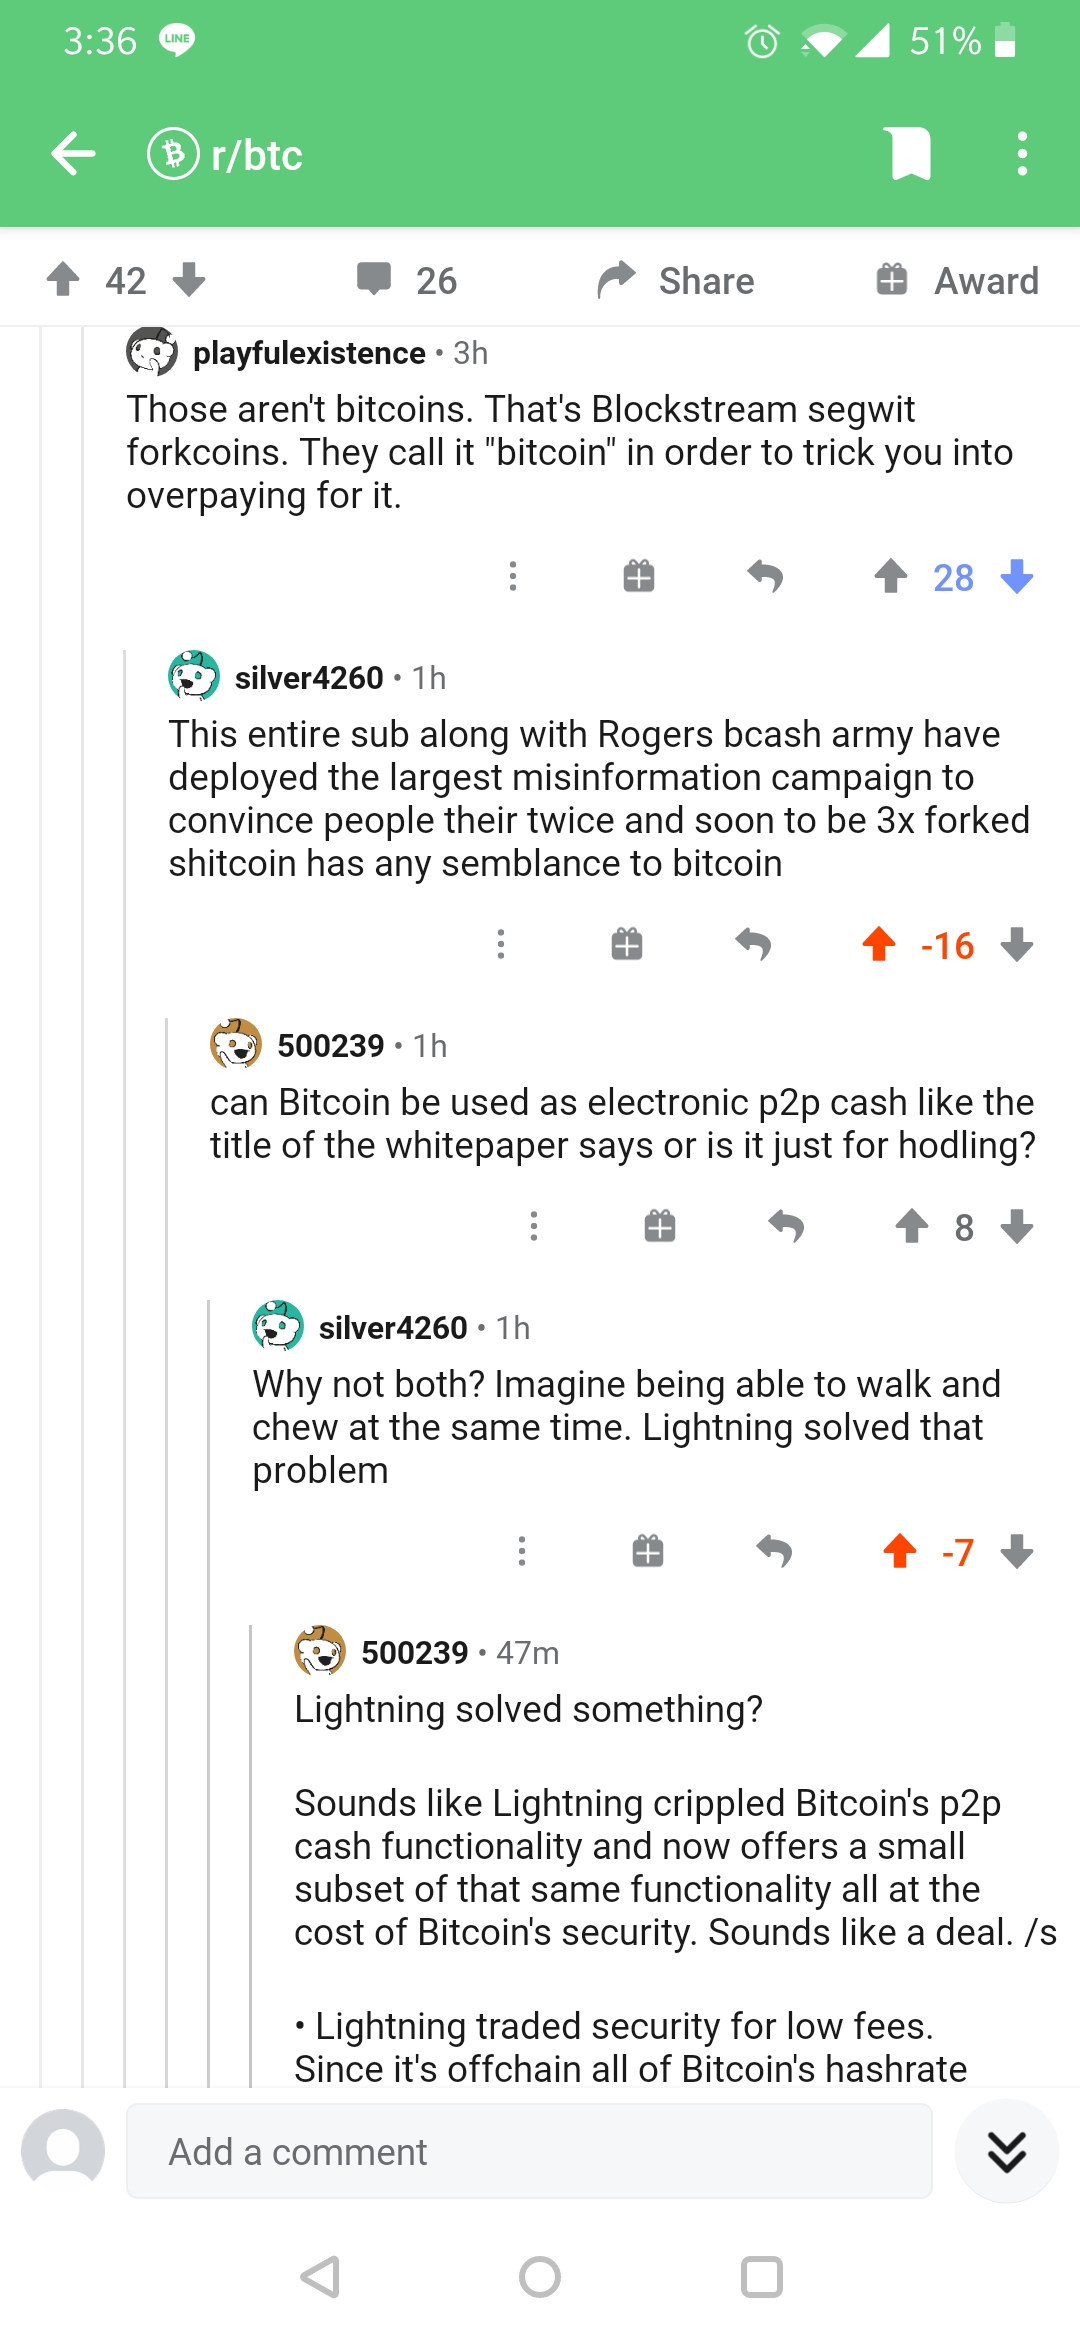 3:36 LINE 51%
r/btc
42 26 Share Award
playfulexistence • 3h
Those aren't bitcoins. That's Blockstream segwit
forkcoins. They call it "bitcoin" in order to trick you into
overpaying for it.
28
silver4260 • 1h
This entire sub along with Rogers bcash army have
deployed the largest misinformation campaign to
convince people their twice and soon to be 3x forked
shitcoin has any semblance to bitcoin
-16
500239 • 1h
can Bitcoin be used as electronic p2p cash like the
title of the whitepaper says or is it just for hodling?
8
silver4260 • 1h
Why not both? Imagine being able to walk and
chew at the same time. Lightning solved that
problem
-7
500239 • 47m
Lightning solved something?
Sounds like Lightning crippled Bitcoin's p2p
cash functionality and now offers a small
subset of that same functionality all at the
cost of Bitcoin's security. Sounds like a deal. /s
• Lightning traded security for low fees.
Since it's offchain all of Bitcoin's hashrate
Add a comment